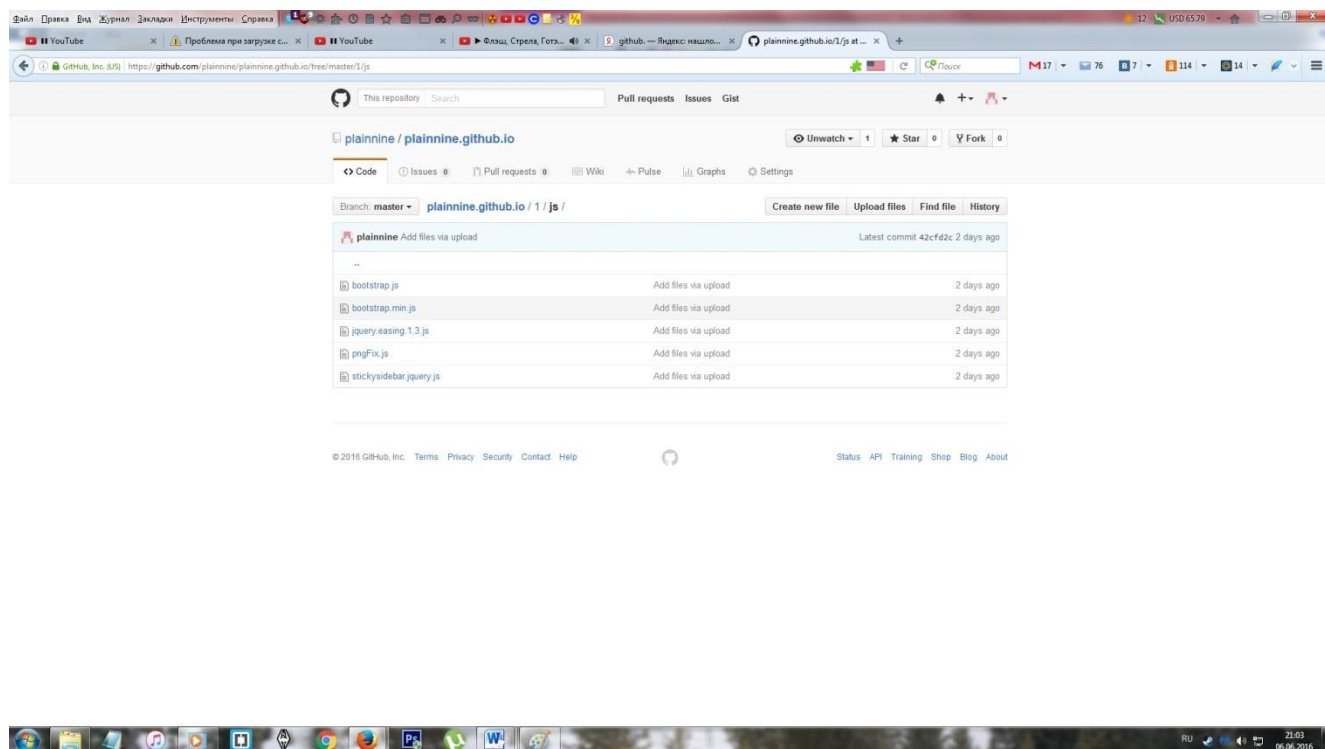 Файл Правка Вид Журнал Закладки Инструменты Справка
12 USD 65.79
YouTube
Проблема при загрузке с...
YouTube
Флэш, Стрела, Готэ...
github. — Яндекс: нашло...
plainnine.github.io/1/js at ...
GitHub, Inc. (US) https://github.com/plainnine/plainnine.github.io/tree/master/1/js
Поиск
17 76 7 114 14
This repository Search
Pull requests Issues Gist
plainnine / plainnine.github.io
Unwatch 1 Star 0 Fork 0
Code Issues 0 Pull requests 0 Wiki Pulse Graphs Settings
Branch: master plainnine.github.io / 1 / js /
Create new file Upload files Find file History
plainnine Add files via upload Latest commit 42cfd2c 2 days ago
..
bootstrap.js Add files via upload 2 days ago
bootstrap.min.js Add files via upload 2 days ago
jquery.easing.1.3.js Add files via upload 2 days ago
pngFix.js Add files via upload 2 days ago
stickysidebar.jquery.js Add files via upload 2 days ago
© 2016 GitHub, Inc. Terms Privacy Security Contact Help
Status API Training Shop Blog About
Ps W
RU
21:03
06.06.2016